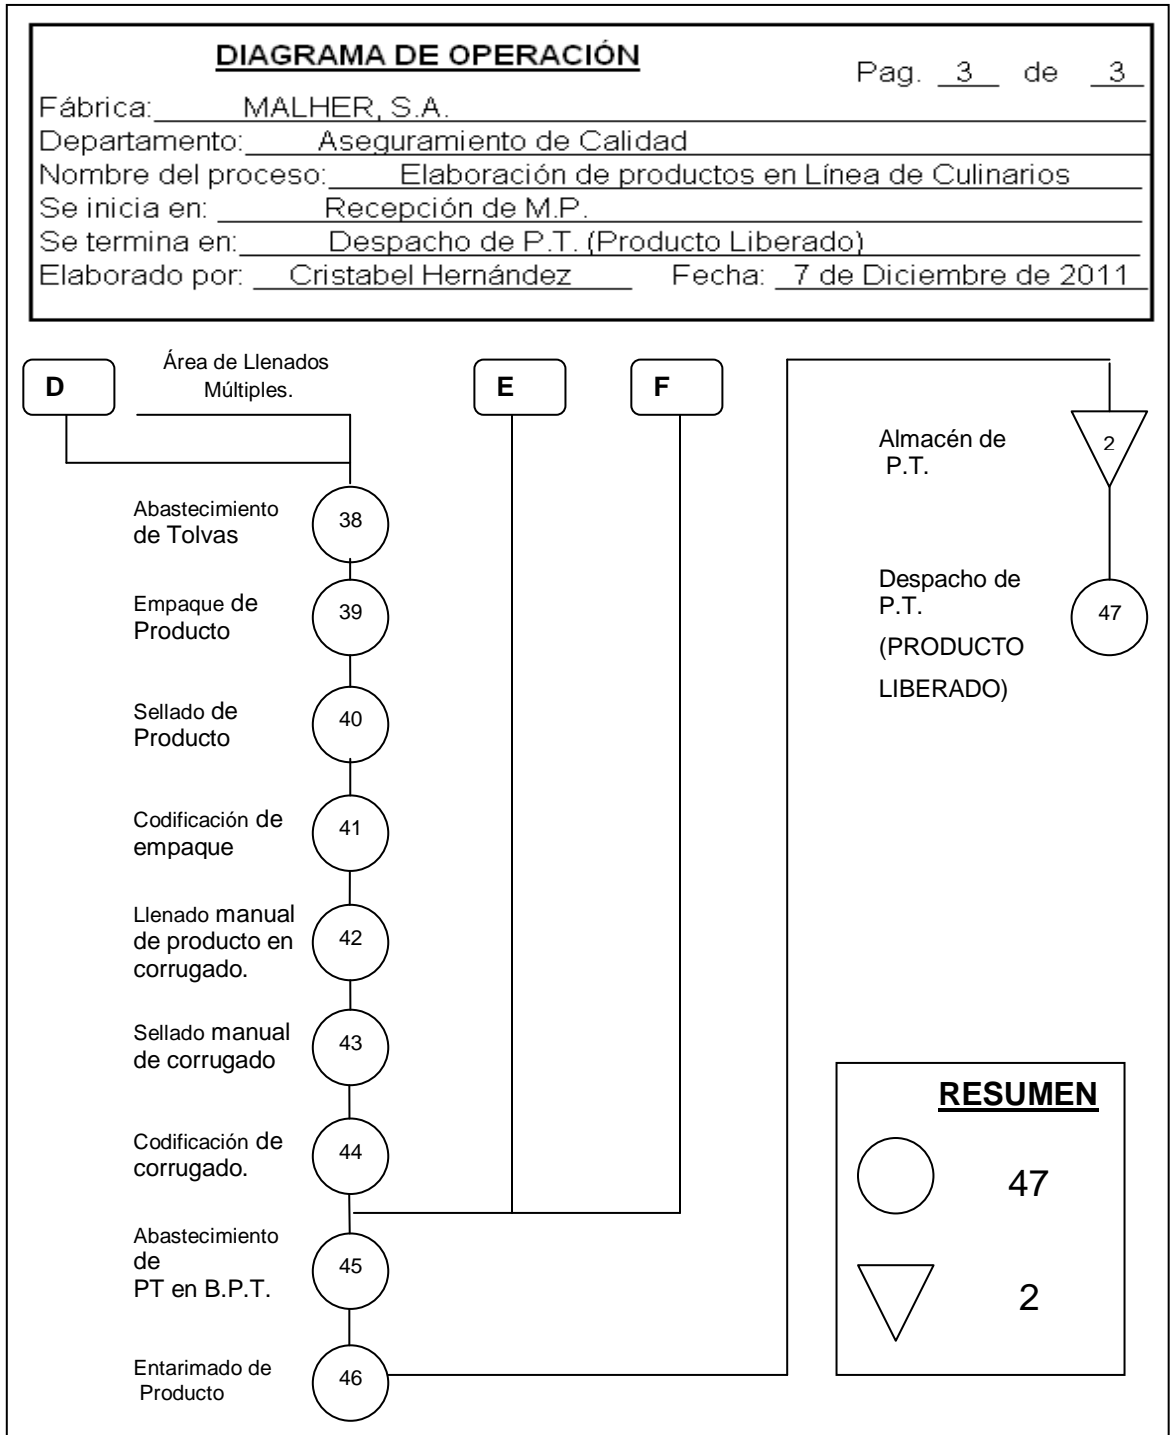 DIAGRAMA DE OPERACIÓN
Pag. 3 de 3
Fábrica: MALHER, S.A.
Departamento: Aseguramiento de Calidad
Nombre del proceso: Elaboración de productos en Línea de Culinarios
Se inicia en: Recepción de M.P.
Se termina en: Despacho de P.T. (Producto Liberado)
Elaborado por: Cristabel Hernández Fecha: 7 de Diciembre de 2011
D
Área de Llenados
Múltiples.
E
F
Abastecimiento
de Tolvas
38
Empaque de
Producto
39
Sellado de
Producto
40
Codificación de
empaque
41
Llenado manual
de producto en
corrugado.
42
Sellado manual
de corrugado
43
Codificación de
corrugado.
44
Abastecimiento
de
PT en B.P.T.
45
Entarimado de
Producto
46
Almacén de
P.T.
2
Despacho de
P.T.
(PRODUCTO
LIBERADO)
47
RESUMEN
47
2